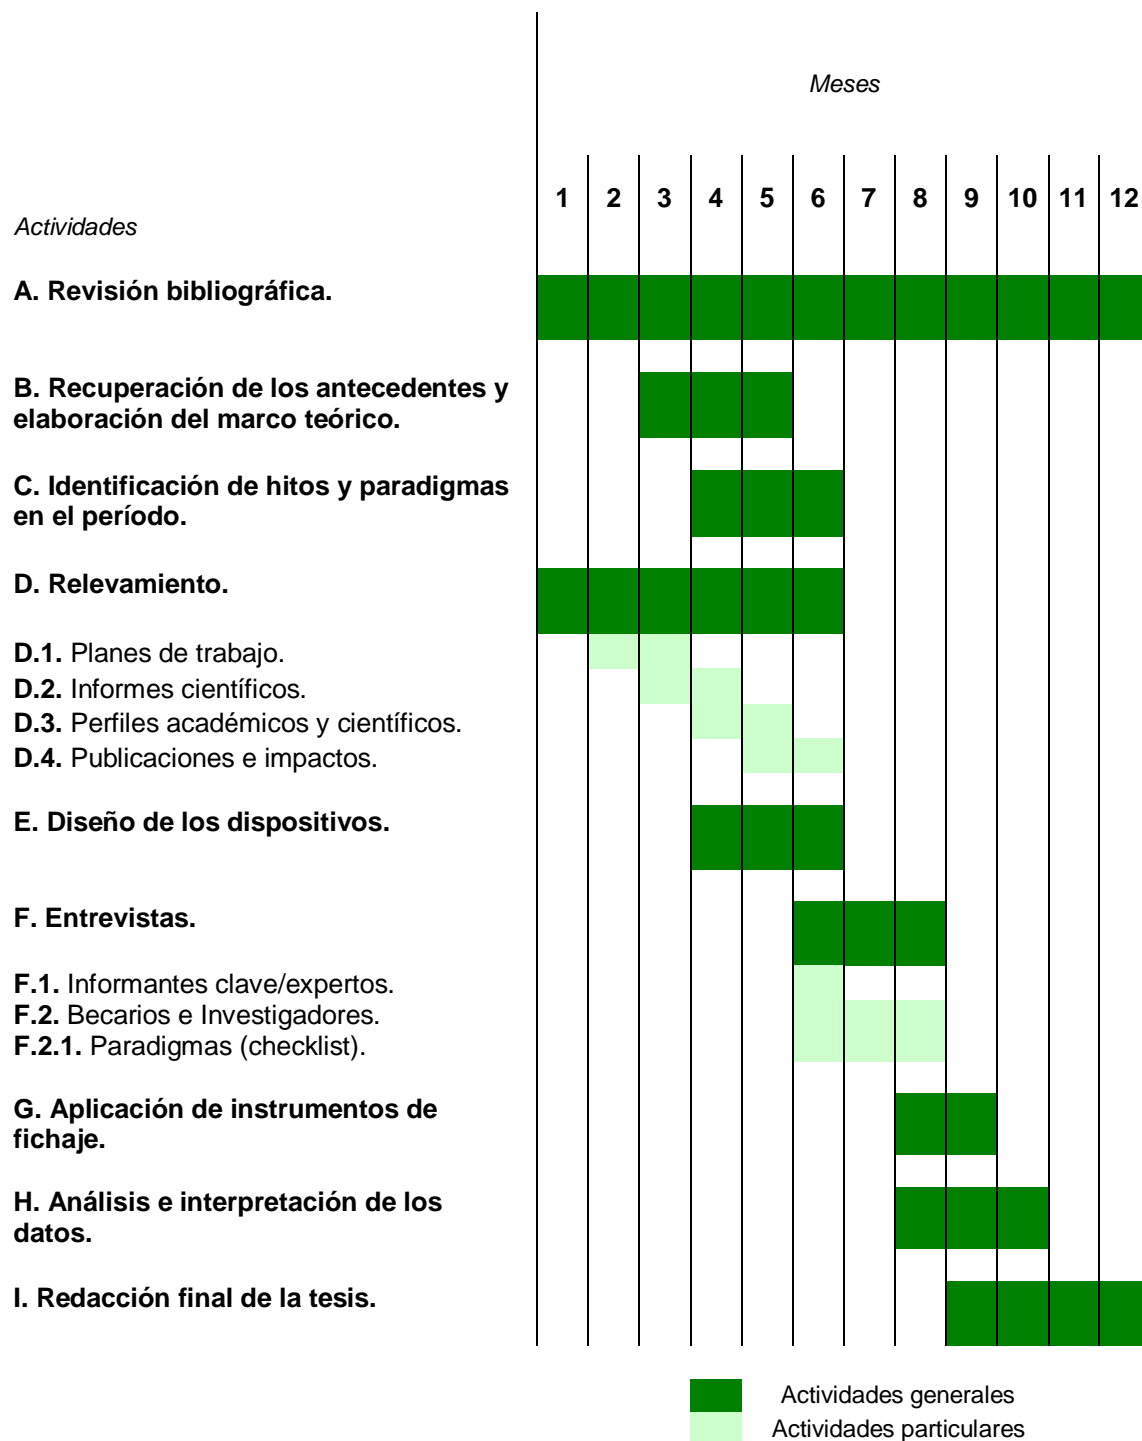 Meses
1 2 3 4 5 6 7 8 9 10 11 12
Actividades
A. Revisión bibliográfica.
B. Recuperación de los antecedentes y
elaboración del marco teórico.
C. Identificación de hitos y paradigmas
en el período.
D. Relevamiento.
D.1. Planes de trabajo.
D.2. Informes científicos.
D.3. Perfiles académicos y científicos.
D.4. Publicaciones e impactos.
E. Diseño de los dispositivos.
F. Entrevistas.
F.1. Informantes clave/expertos.
F.2. Becarios e Investigadores.
F.2.1. Paradigmas (checklist).
G. Aplicación de instrumentos de
fichaje.
H. Análisis e interpretación de los
datos.
I. Redacción final de la tesis.
Actividades generales
Actividades particulares